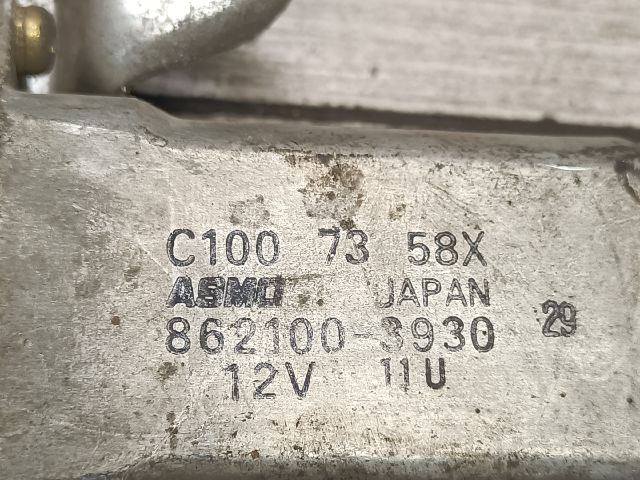 C100 73 58X
ASMO JAPAN
862100-3930
29
12V 11U